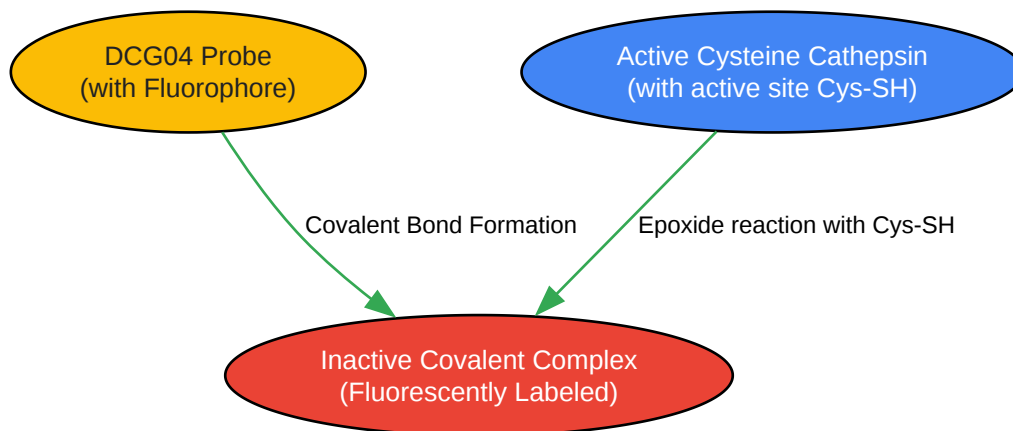 DCG04 Probe
(with Fluorophore)
Active Cysteine Cathepsin
(with active site Cys-SH)
Covalent Bond Formation
Epoxide reaction with Cys-SH
Inactive Covalent Complex
(Fluorescently Labeled)